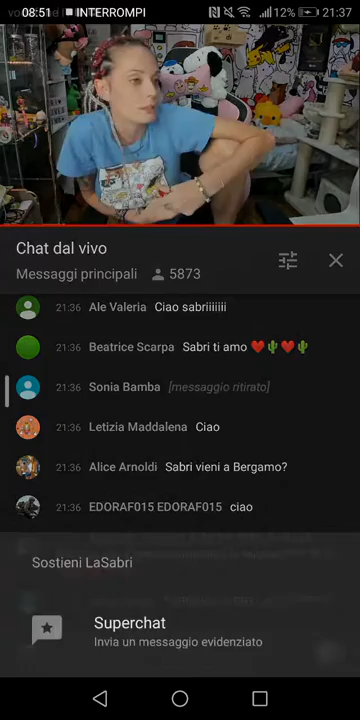 08:51 INTERROMPI 12% 21:37
Chat dal vivo
Messaggi principali 5873
21:36 Ale Valeria Ciao sabriiiiiii
21:36 Beatrice Scarpa Sabri ti amo ❤️🌵❤️🌵
21:36 Sonia Bamba [messaggio ritirato]
21:36 Letizia Maddalena Ciao
21:36 Alice Arnoldi Sabri vieni a Bergamo?
21:36 EDORAF015 EDORAF015 ciao
Sostieni LaSabri
Superchat
Invia un messaggio evidenziato